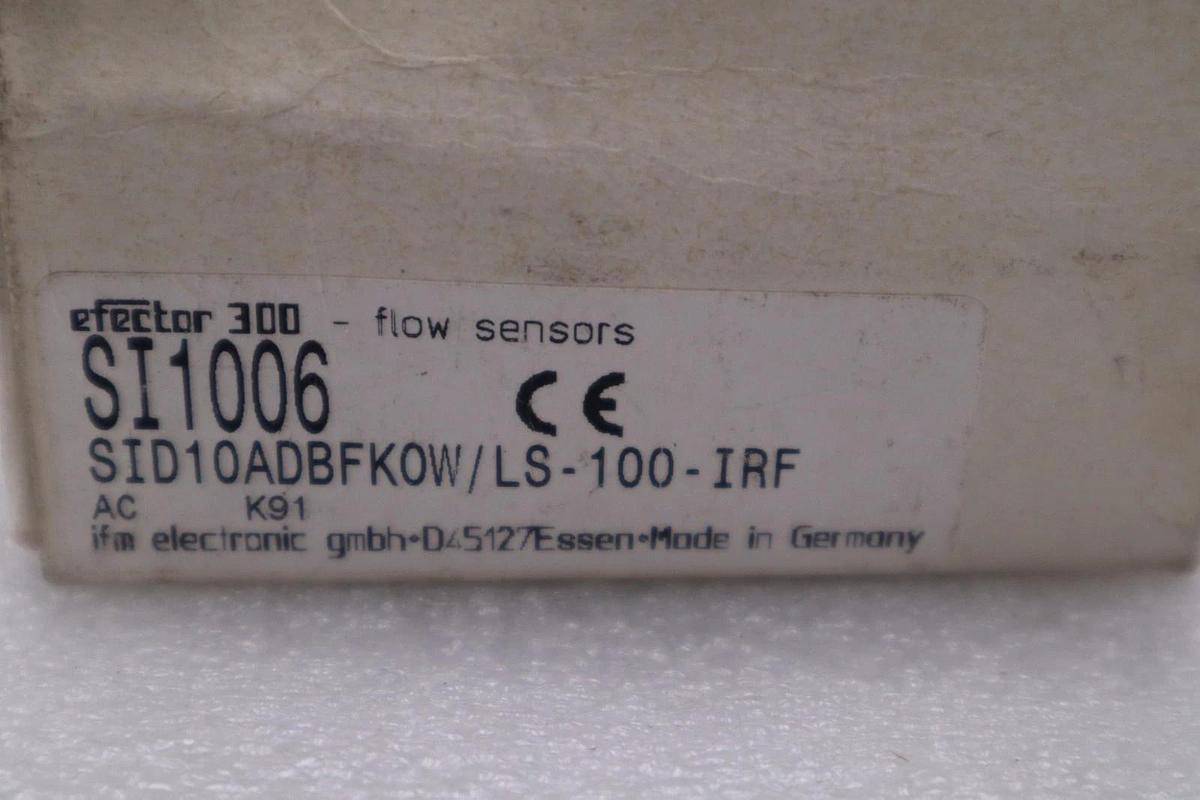 efector 300 - flow sensors
SI1006
CE
SID10ADBFKOW/LS-100-IRF
AC K91
ifm electronic gmbh•D45127Essen•Made in Germany